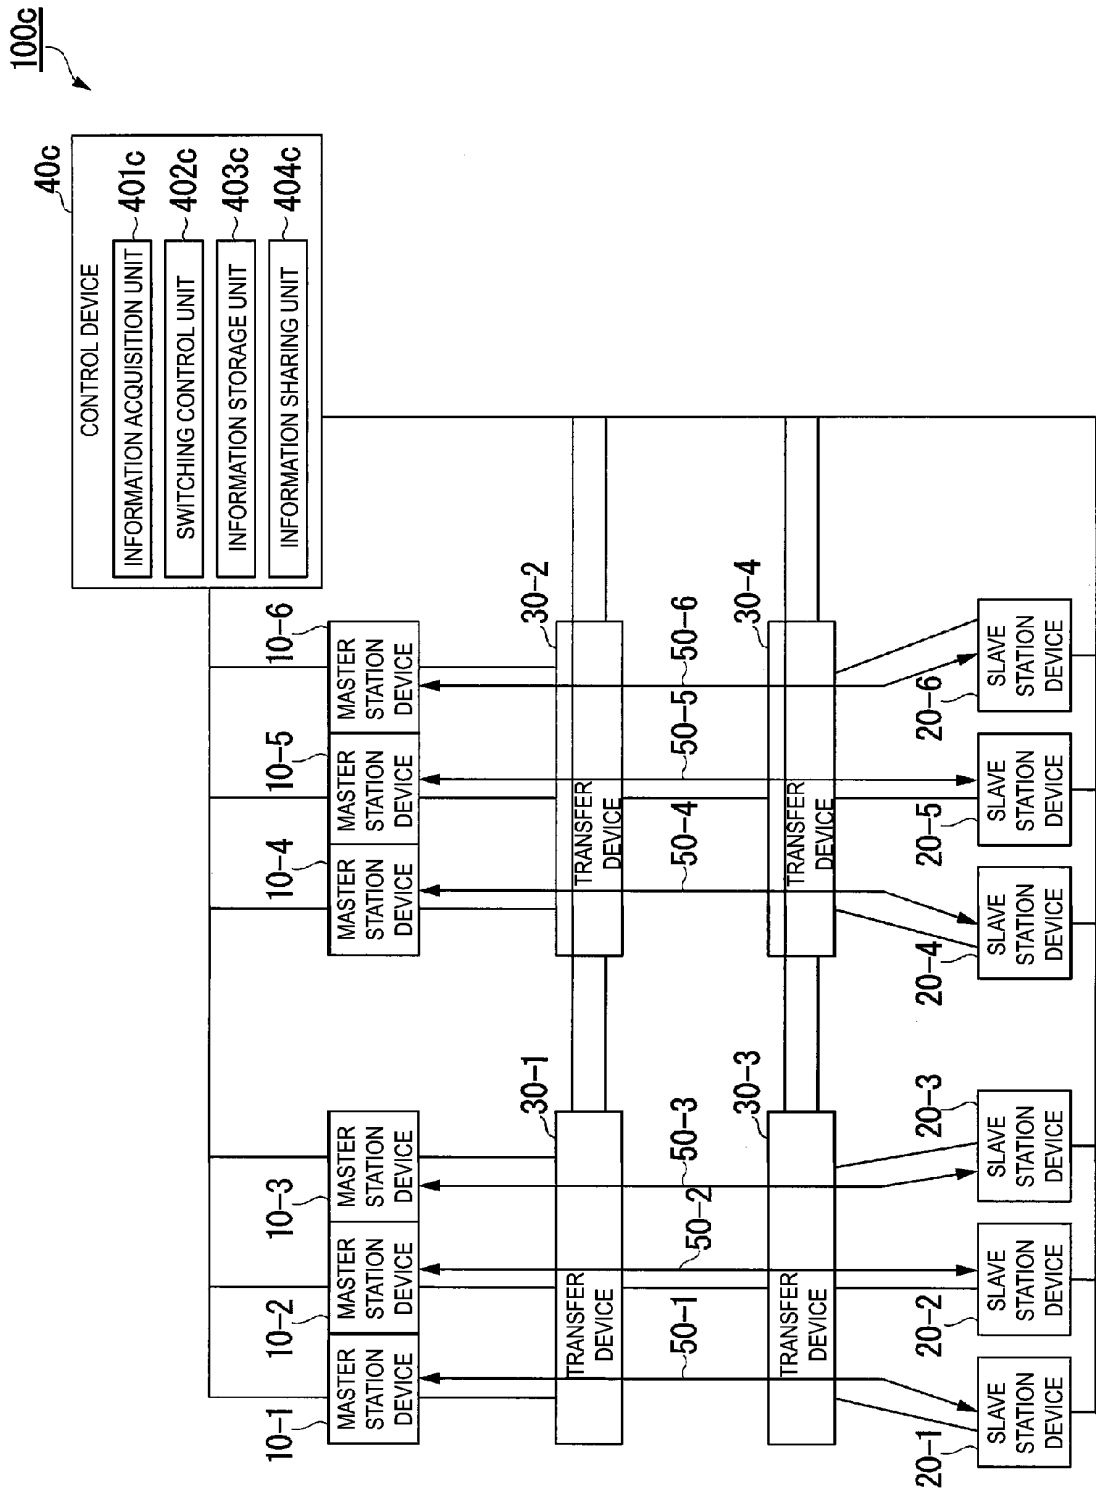 100c
40c
CONTROL DEVICE
INFORMATION ACQUISITION UNIT
401c
SWITCHING CONTROL UNIT
402c
INFORMATION STORAGE UNIT
403c
INFORMATION SHARING UNIT
404c
10-1
10-2
10-3
10-4
10-5
10-6
MASTER
STATION
DEVICE
MASTER
STATION
DEVICE
MASTER
STATION
DEVICE
MASTER
STATION
DEVICE
MASTER
STATION
DEVICE
MASTER
STATION
DEVICE
30-1
30-2
TRANSFER
DEVICE
TRANSFER
DEVICE
50-1
50-2
50-3
50-4
50-5
50-6
30-3
30-4
TRANSFER
DEVICE
TRANSFER
DEVICE
20-1
20-2
20-3
20-4
20-5
20-6
SLAVE
STATION
DEVICE
SLAVE
STATION
DEVICE
SLAVE
STATION
DEVICE
SLAVE
STATION
DEVICE
SLAVE
STATION
DEVICE
SLAVE
STATION
DEVICE